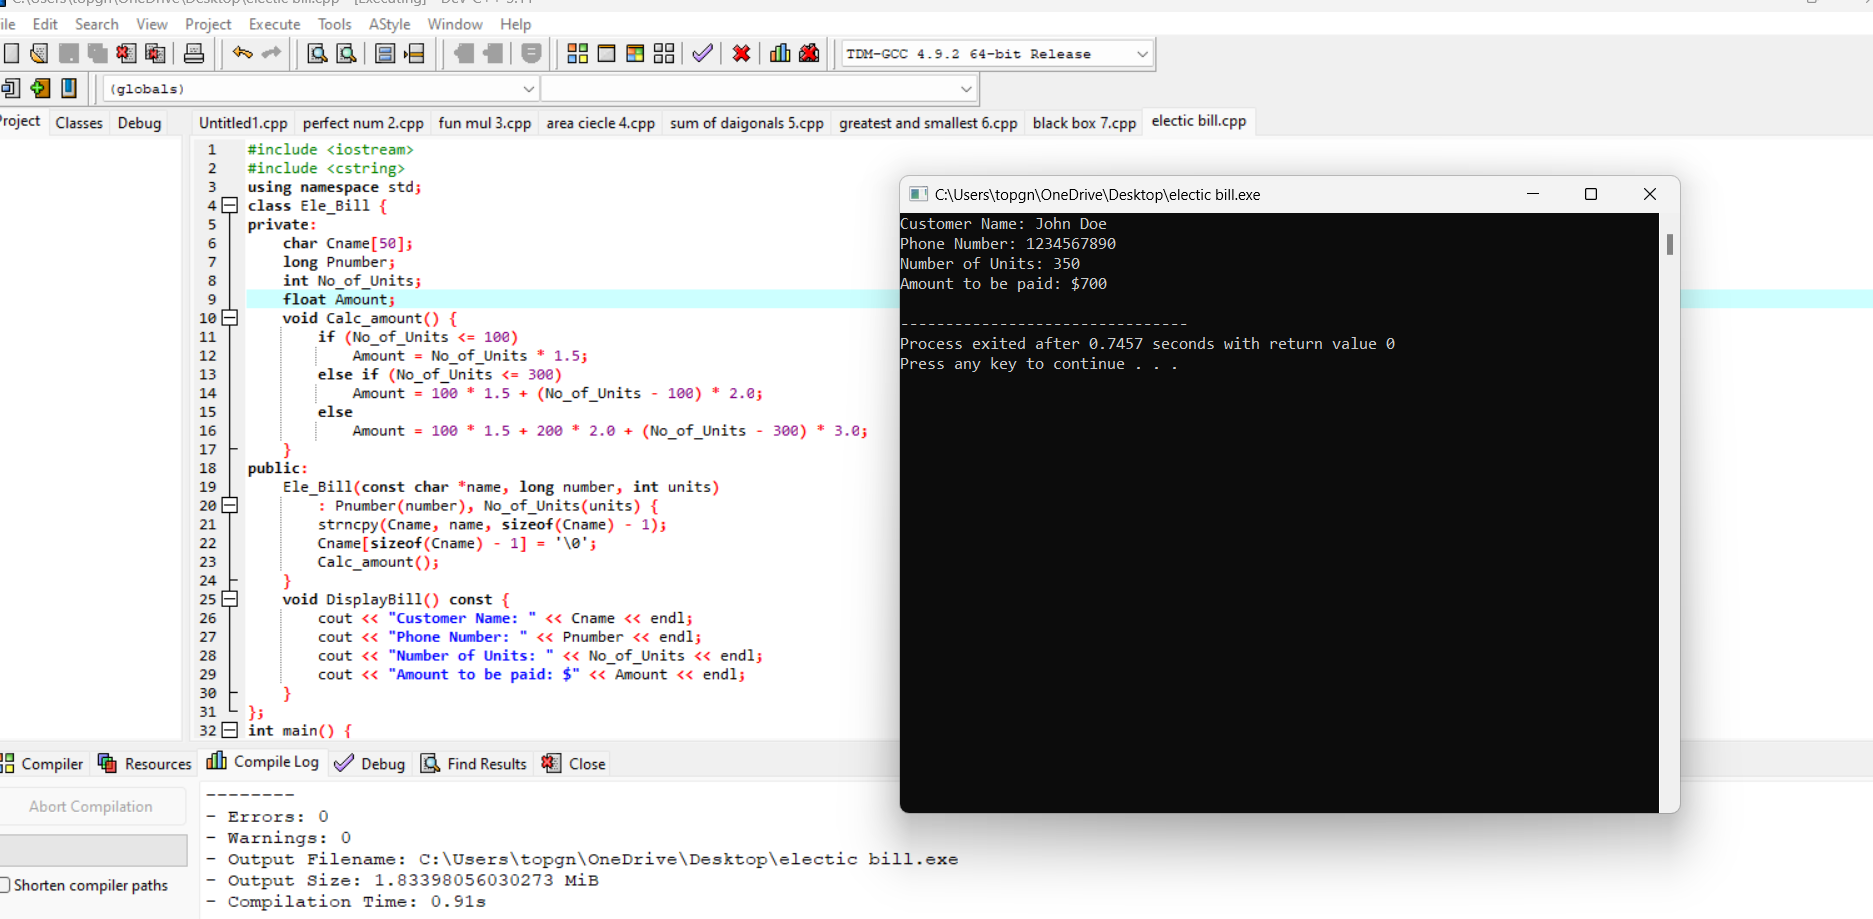 File Edit Search View Project Execute Tools AStyle Window Help
TDM-GCC 4.9.2 64-bit Release
(globals)
Project Classes Debug
Untitled1.cpp perfect num 2.cpp fun mul 3.cpp area ciecle 4.cpp sum of daigonals 5.cpp greatest and smallest 6.cpp black box 7.cpp electic bill.cpp
1 #include <iostream>
2 #include <cstring>
3 using namespace std;
4 class Ele_Bill {
5 private:
6 char Cname[50];
7 long Pnumber;
8 int No_of_Units;
9 float Amount;
10 void Calc_amount() {
11 if (No_of_Units <= 100)
12 Amount = No_of_Units * 1.5;
13 else if (No_of_Units <= 300)
14 Amount = 100 * 1.5 + (No_of_Units - 100) * 2.0;
15 else
16 Amount = 100 * 1.5 + 200 * 2.0 + (No_of_Units - 300) * 3.0;
17 }
18 public:
19 Ele_Bill(const char *name, long number, int units)
20 : Pnumber(number), No_of_Units(units) {
21 strncpy(Cname, name, sizeof(Cname) - 1);
22 Cname[sizeof(Cname) - 1] = '\0';
23 Calc_amount();
24 }
25 void DisplayBill() const {
26 cout << "Customer Name: " << Cname << endl;
27 cout << "Phone Number: " << Pnumber << endl;
28 cout << "Number of Units: " << No_of_Units << endl;
29 cout << "Amount to be paid: $" << Amount << endl;
30 }
31 };
32 int main() {
C:\Users\topgn\OneDrive\Desktop\electic bill.exe
Customer Name: John Doe
Phone Number: 1234567890
Number of Units: 350
Amount to be paid: $700
--------------------------------
Process exited after 0.7457 seconds with return value 0
Press any key to continue . . .
Compiler Resources Compile Log Debug Find Results Close
Abort Compilation
Shorten compiler paths
--------
- Errors: 0
- Warnings: 0
- Output Filename: C:\Users\topgn\OneDrive\Desktop\electic bill.exe
- Output Size: 1.83398056030273 MiB
- Compilation Time: 0.91s